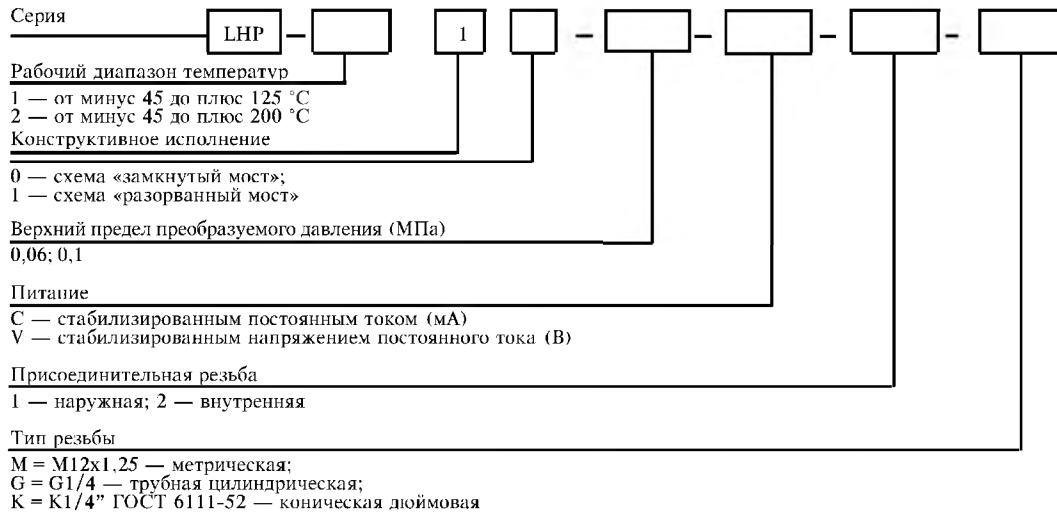 Серия
LHP – 1 – – – –
Рабочий диапазон температур
1 — от минус 45 до плюс 125 °С
2 — от минус 45 до плюс 200 °С
Конструктивное исполнение
0 — схема «замкнутый мост»;
1 — схема «разорванный мост»
Верхний предел преобразуемого давления (МПа)
0,06; 0,1
Питание
С — стабилизированным постоянным током (мА)
V — стабилизированным напряжением постоянного тока (В)
Присоединительная резьба
1 — наружная; 2 — внутренняя
Тип резьбы
М = М12х1,25 — метрическая;
G = G1/4 — трубная цилиндрическая;
К = К1/4” ГОСТ 6111-52 — коническая дюймовая